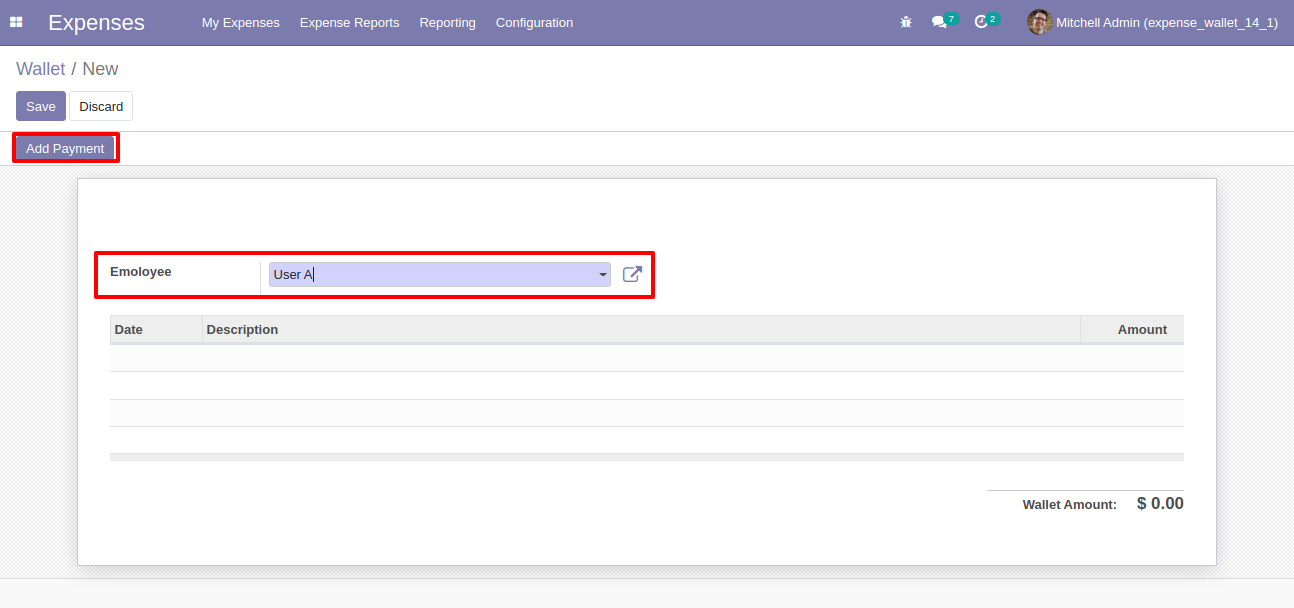 Expenses My Expenses Expense Reports Reporting Configuration 7 2 Mitchell Admin (expense_wallet_14_1)
Wallet / New
Save Discard
Add Payment
Emoloyee User A
Date Description Amount
Wallet Amount: $ 0.00